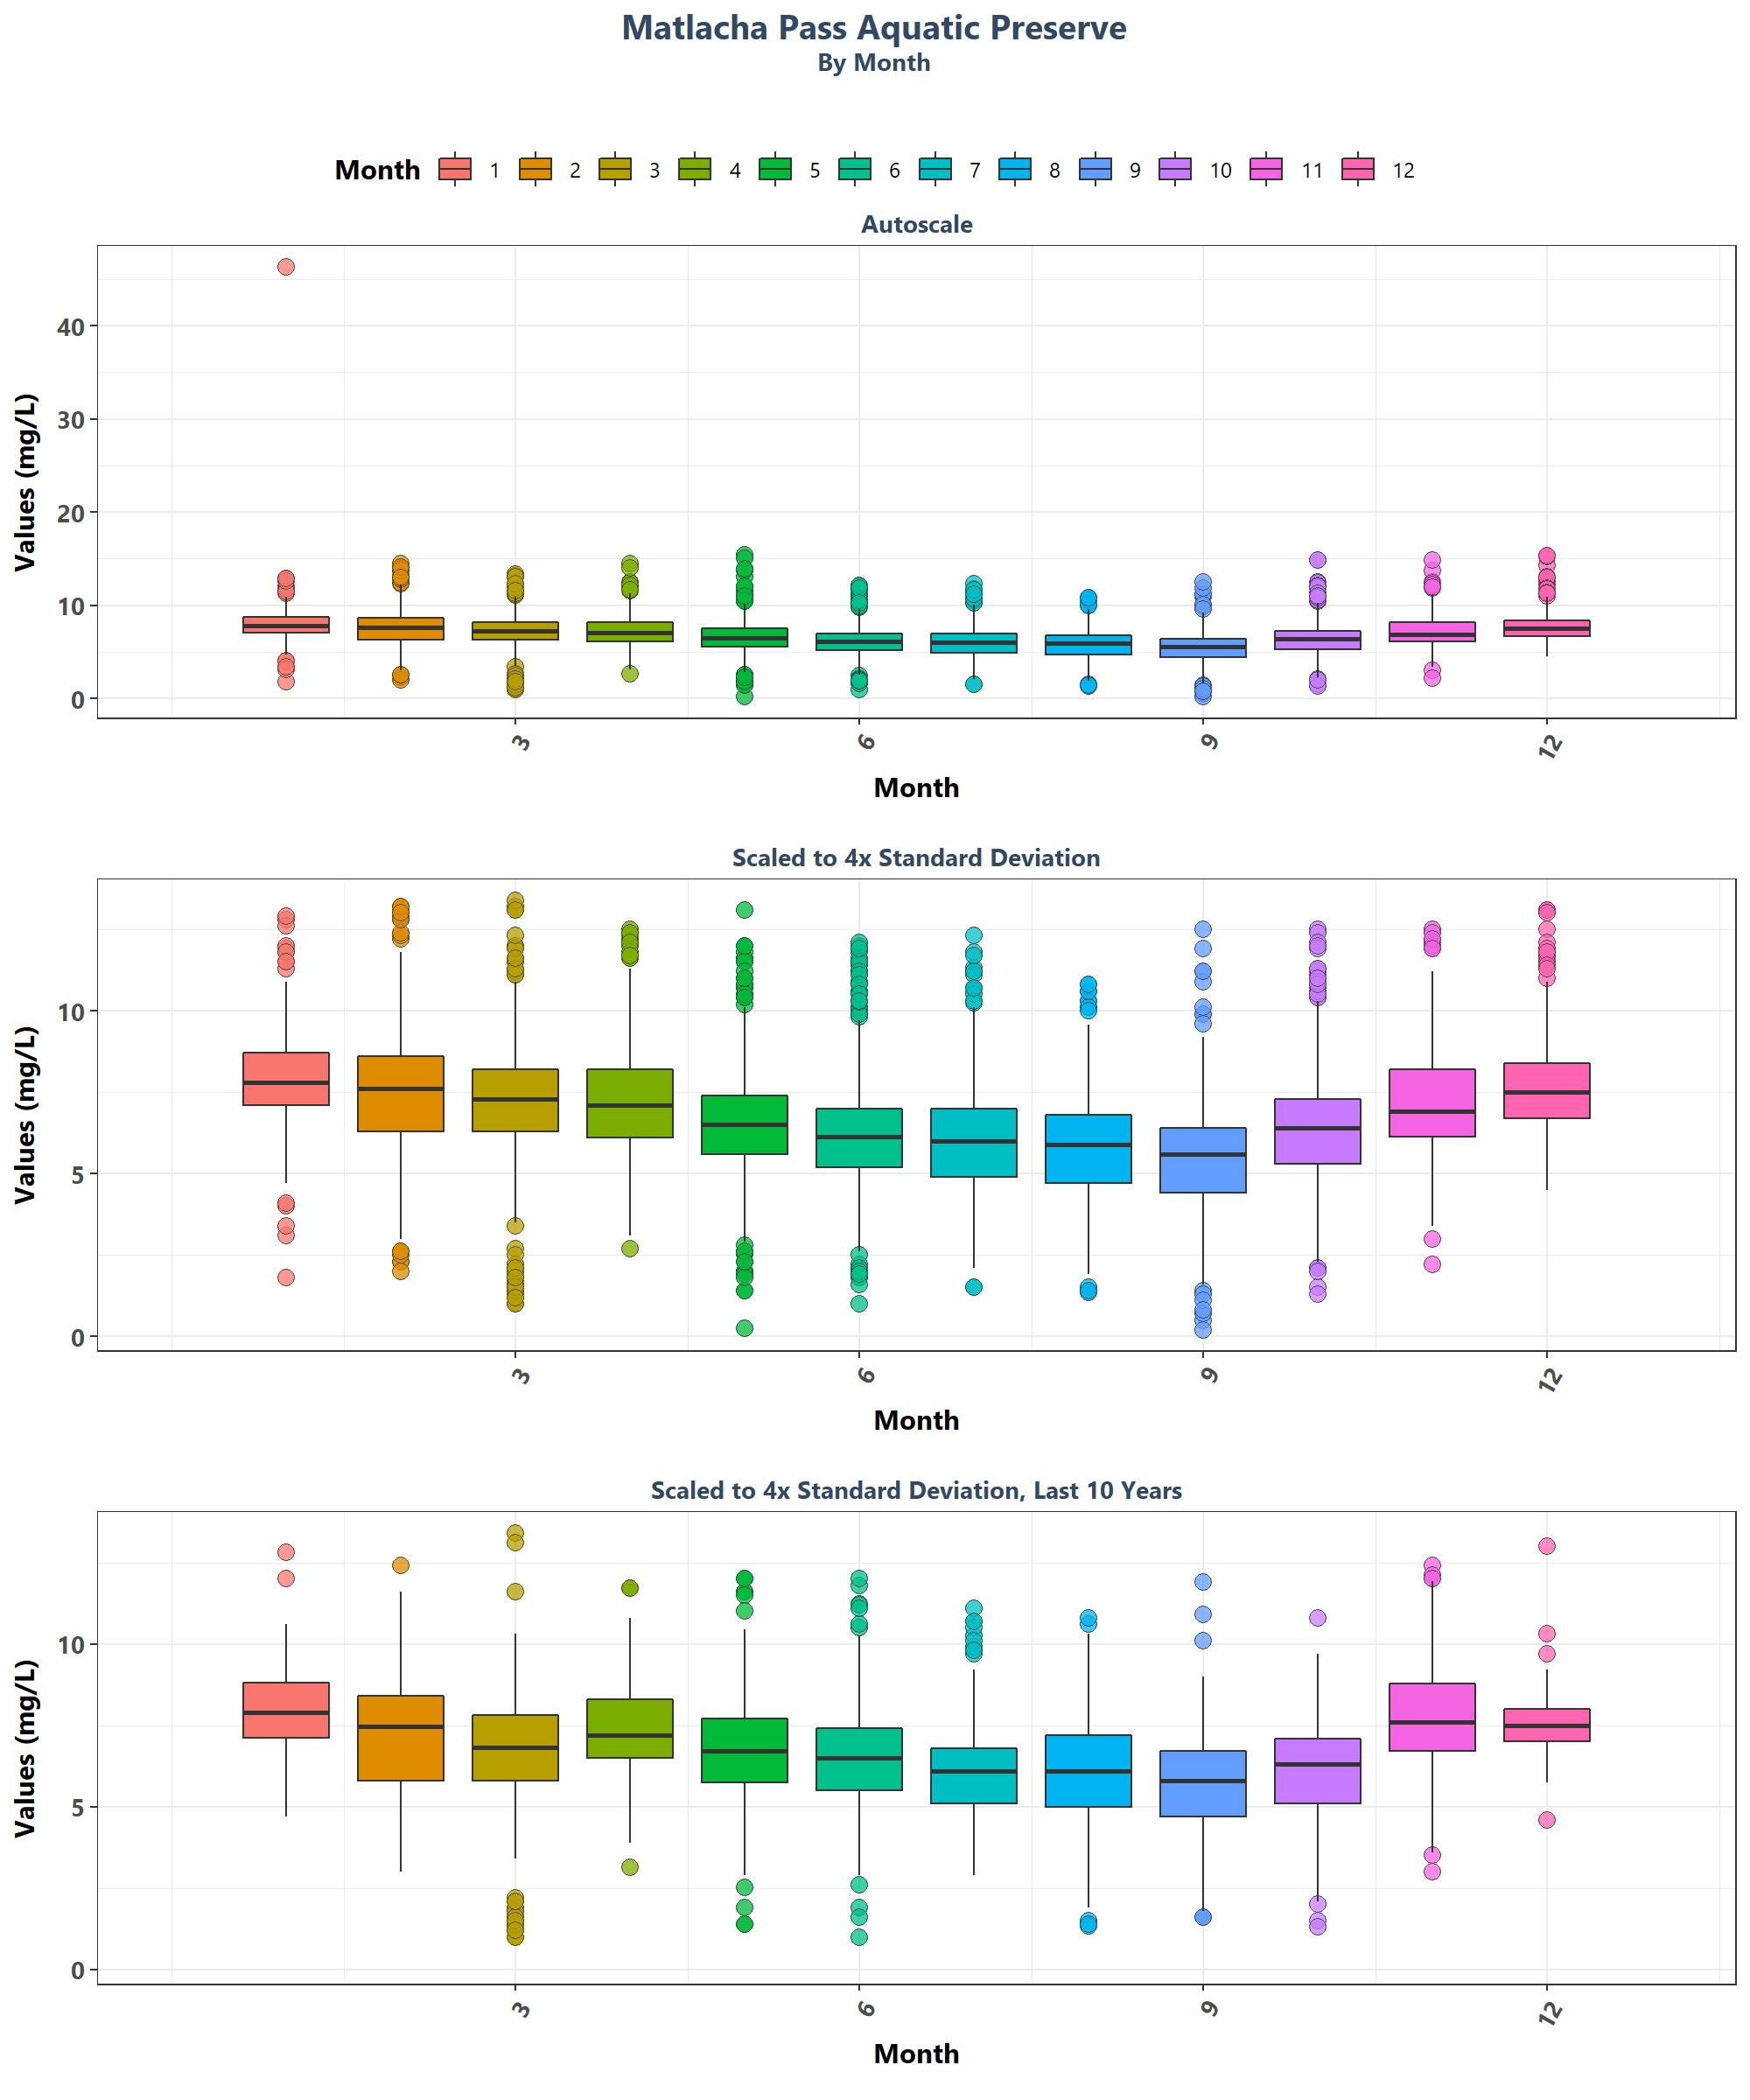 Matlacha Pass Aquatic Preserve
By Month
Month 1 2 3 4 5 6 7 8 9 10 11 12
Autoscale
Values (mg/L)
40
30
20
10
0
3 6 9 12
Month
Scaled to 4x Standard Deviation
Values (mg/L)
10
5
0
3 6 9 12
Month
Scaled to 4x Standard Deviation, Last 10 Years
Values (mg/L)
10
5
0
3 6 9 12
Month